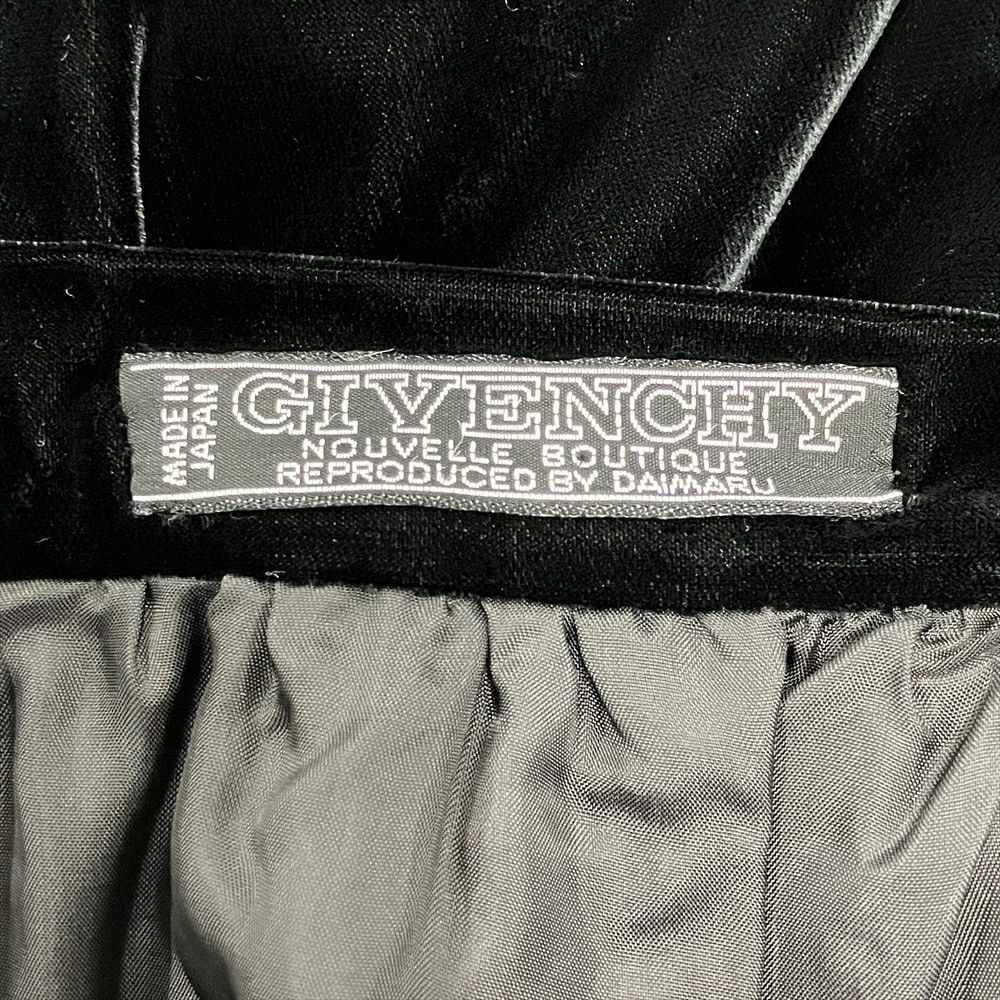 MADE IN
JAPAN
GIVENCHY
NOUVELLE BOUTIQUE
REPRODUCED BY DAIMARU